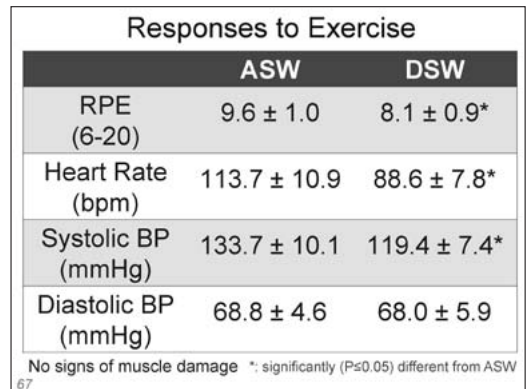 Responses to Exercise
ASW DSW
RPE
(6-20)
9.6 ± 1.0 8.1 ± 0.9*
Heart Rate
(bpm)
113.7 ± 10.9 88.6 ± 7.8*
Systolic BP
(mmHg)
133.7 ± 10.1 119.4 ± 7.4*
Diastolic BP
(mmHg)
68.8 ± 4.6 68.0 ± 5.9
No signs of muscle damage *: significantly (P≤0.05) different from ASW
67